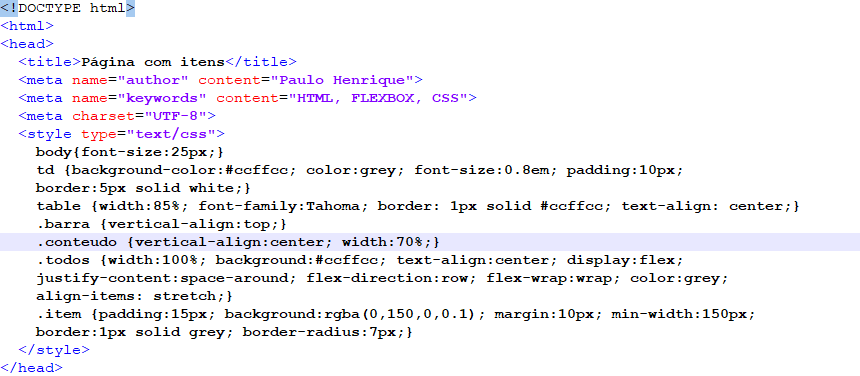 <!DOCTYPE html>
<html>
<head>
<title>Página com itens</title>
<meta name="author" content="Paulo Henrique">
<meta name="keywords" content="HTML, FLEXBOX, CSS">
<meta charset="UTF-8">
<style type="text/css">
body{font-size:25px;}
td {background-color:#ccffcc; color:grey; font-size:0.8em; padding:10px;
border:5px solid white;}
table {width:85%; font-family:Tahoma; border: 1px solid #ccffcc; text-align: center;}
.barra {vertical-align:top;}
.conteudo {vertical-align:center; width:70%;}
.todos {width:100%; background:#ccffcc; text-align:center; display:flex;
justify-content:space-around; flex-direction:row; flex-wrap:wrap; color:grey;
align-items: stretch;}
.item {padding:15px; background:rgba(0,150,0,0.1); margin:10px; min-width:150px;
border:1px solid grey; border-radius:7px;}
</style>
</head>